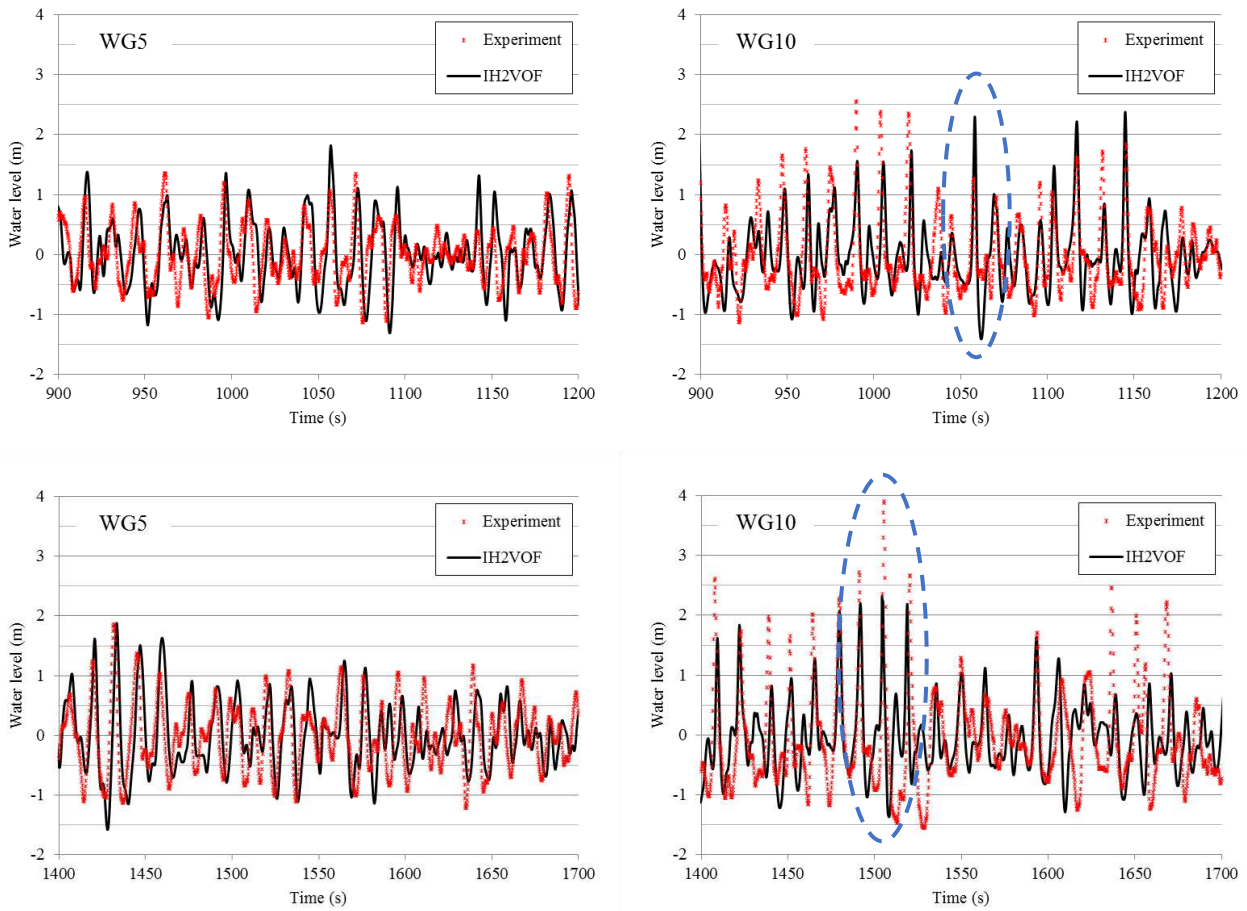 WG5
Experiment
IH2VOF
Water level (m)
4
3
2
1
0
-1
-2
900
950
1000
1050
1100
1150
1200
Time (s)
WG10
Experiment
IH2VOF
Water level (m)
4
3
2
1
0
-1
-2
900
950
1000
1050
1100
1150
1200
Time (s)
WG5
Experiment
IH2VOF
Water level (m)
4
3
2
1
0
-1
-2
1400
1450
1500
1550
1600
1650
1700
Time (s)
WG10
Experiment
IH2VOF
Water level (m)
4
3
2
1
0
-1
-2
1400
1450
1500
1550
1600
1650
1700
Time (s)